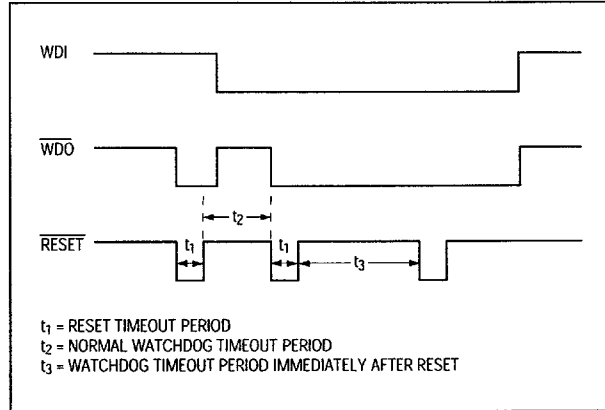 WDI
WDO
t2
RESET
t1
t1
t3
t1 = RESET TIMEOUT PERIOD
t2 = NORMAL WATCHDOG TIMEOUT PERIOD
t3 = WATCHDOG TIMEOUT PERIOD IMMEDIATELY AFTER RESET